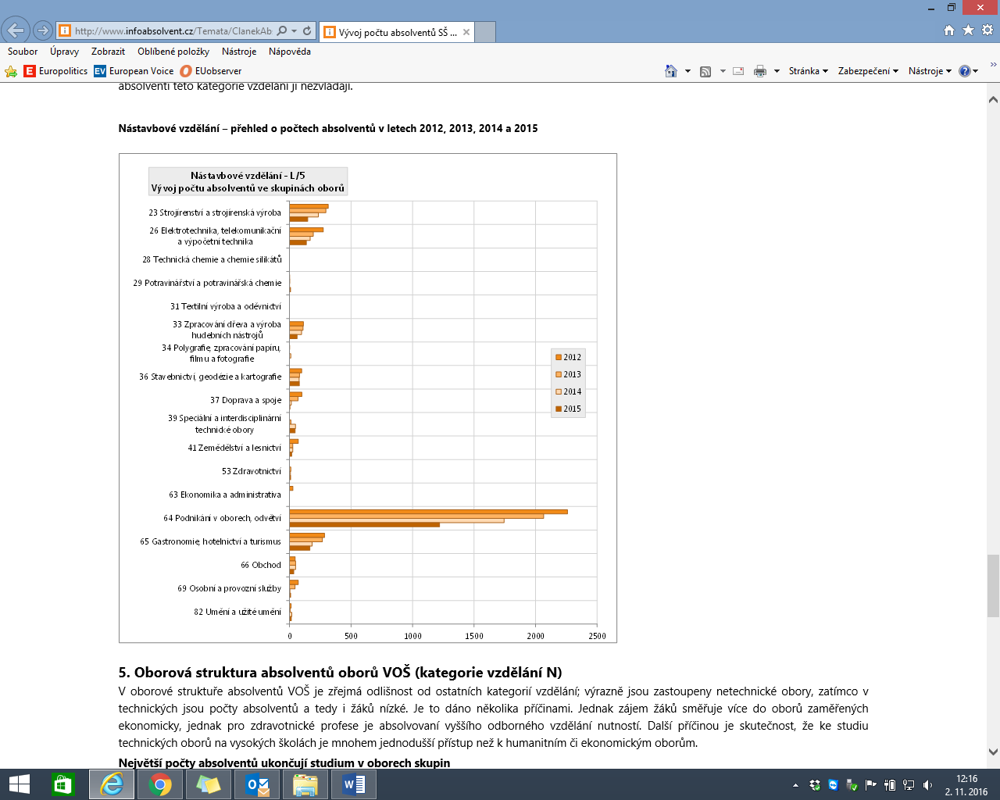 http://www.infoabsolvent.cz/Temata/ClanekAb
Vývoj počtu absolventů SŠ ...
Soubor Úpravy Zobrazit Oblíbené položky Nástroje Nápověda
Europolitics European Voice EUobserver
Stránka Zabezpečení Nástroje
absolventi této kategorie vzdělání ji nezvládají.
Nástavbové vzdělání – přehled o počtech absolventů v letech 2012, 2013, 2014 a 2015
Nástavbové vzdělání - L/5
Vývoj počtu absolventů ve skupinách oborů
23 Strojírenství a strojírenská výroba
26 Elektrotechnika, telekomunikační
a výpočetní technika
28 Technická chemie a chemie silikátů
29 Potravinářství a potravinářská chemie
31 Textilní výroba a oděvnictví
33 Zpracování dřeva a výroba
hudebních nástrojů
34 Polygrafie, zpracování papíru,
filmu a fotografie
36 Stavebnictví, geodézie a kartografie
37 Doprava a spoje
39 Speciální a interdisciplinární
technické obory
41 Zemědělství a lesnictví
53 Zdravotnictví
63 Ekonomika a administrativa
64 Podnikání v oborech, odvětví
65 Gastronomie, hotelnictví a turismus
66 Obchod
69 Osobní a provozní služby
82 Umění a užité umění
2012
2013
2014
2015
0 500 1000 1500 2000 2500
5. Oborová struktura absolventů oborů VOŠ (kategorie vzdělání N)
V oborové struktuře absolventů VOŠ je zřejmá odlišnost od ostatních kategorií vzdělání; výrazně jsou zastoupeny netechnické obory, zatímco v
technických jsou počty absolventů a tedy i žáků nízké. Je to dáno několika příčinami. Jednak zájem žáků směřuje více do oborů zaměřených
ekonomicky, jednak pro zdravotnické profese je absolvovaní vyššího odborného vzdělání nutností. Další příčinou je skutečnost, že ke studiu
technických oborů na vysokých školách je mnohem jednodušší přístup než k humanitním či ekonomickým oborům.
Největší počty absolventů ukončují studium v oborech skupin
12:16
2. 11. 2016